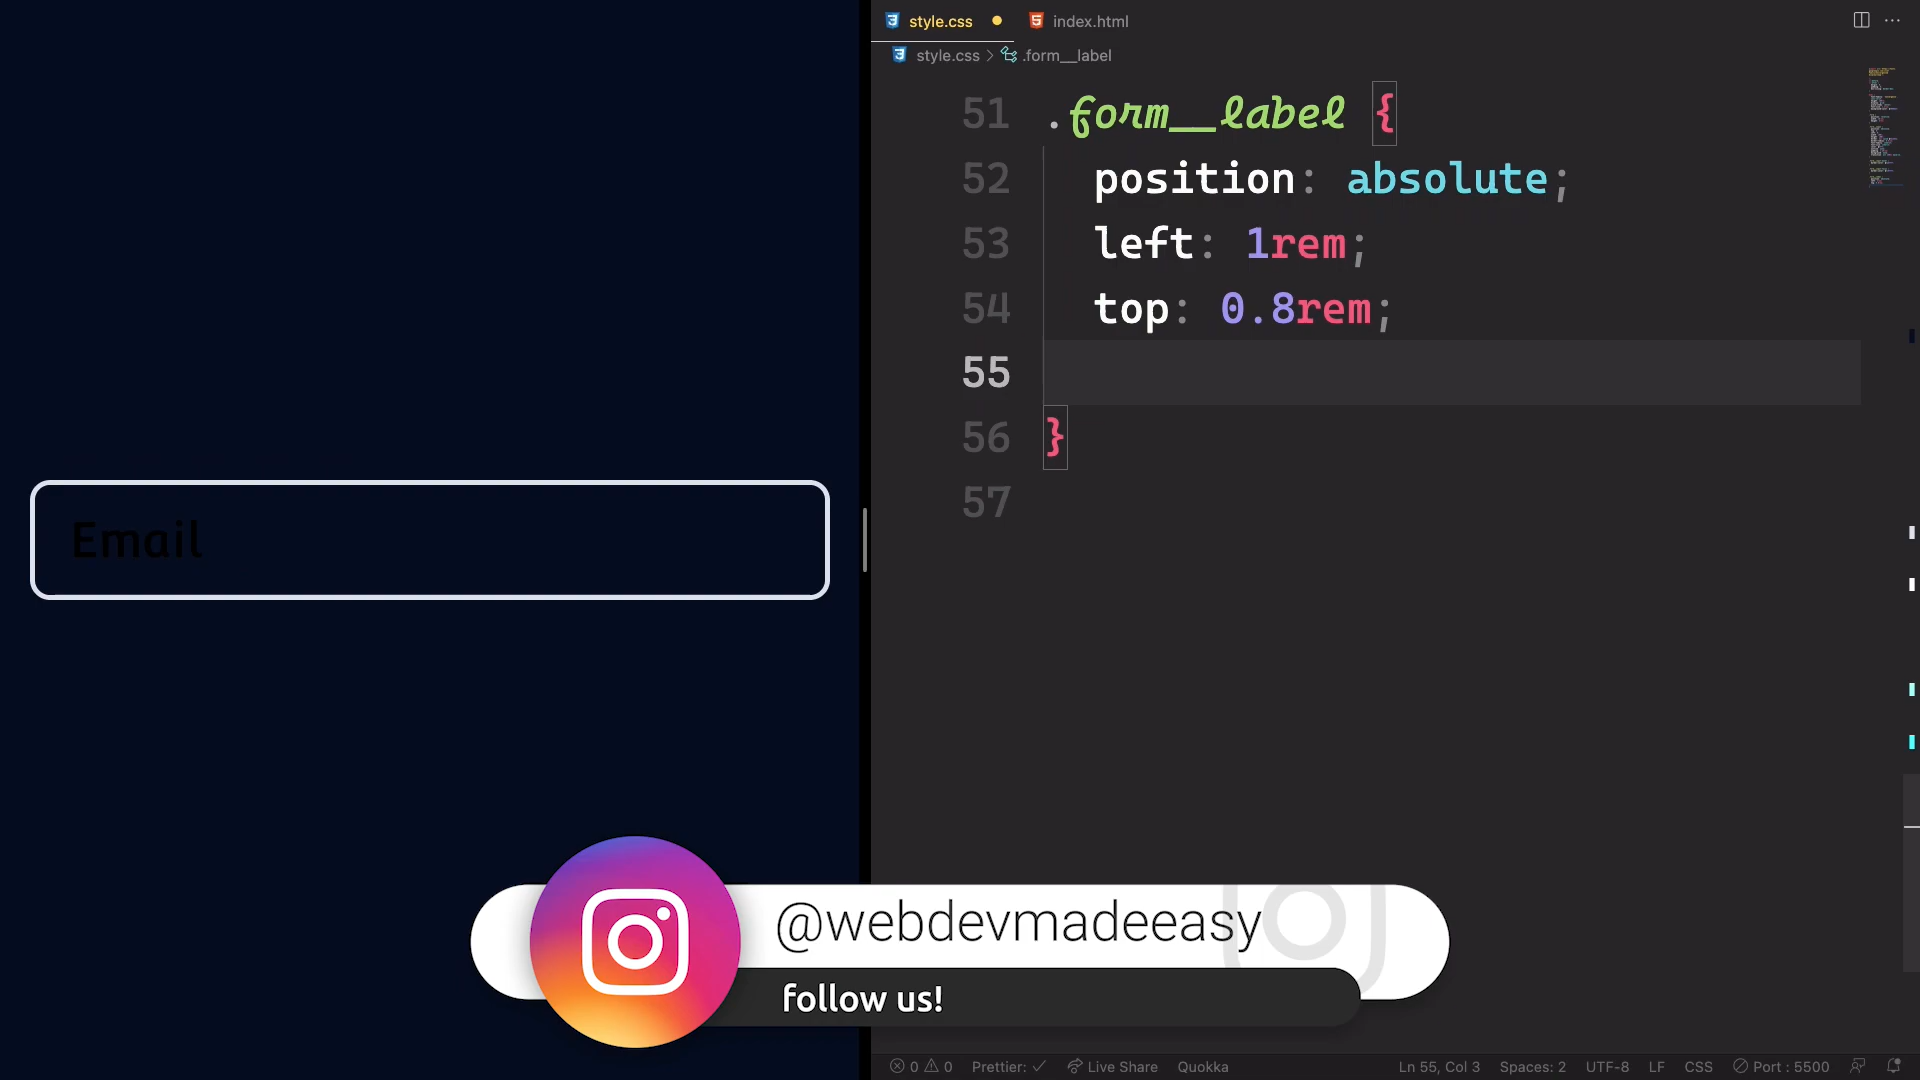 style.css
index.html
style.css > .form__label
51 .form__label {
52 position: absolute;
53 left: 1rem;
54 top: 0.8rem;
55
56 }
57
Email
@webdevmadeeasy
follow us!
0 0 Prettier: ✓ Live Share Quokka Ln 55, Col 3 Spaces: 2 UTF-8 LF CSS Port : 5500